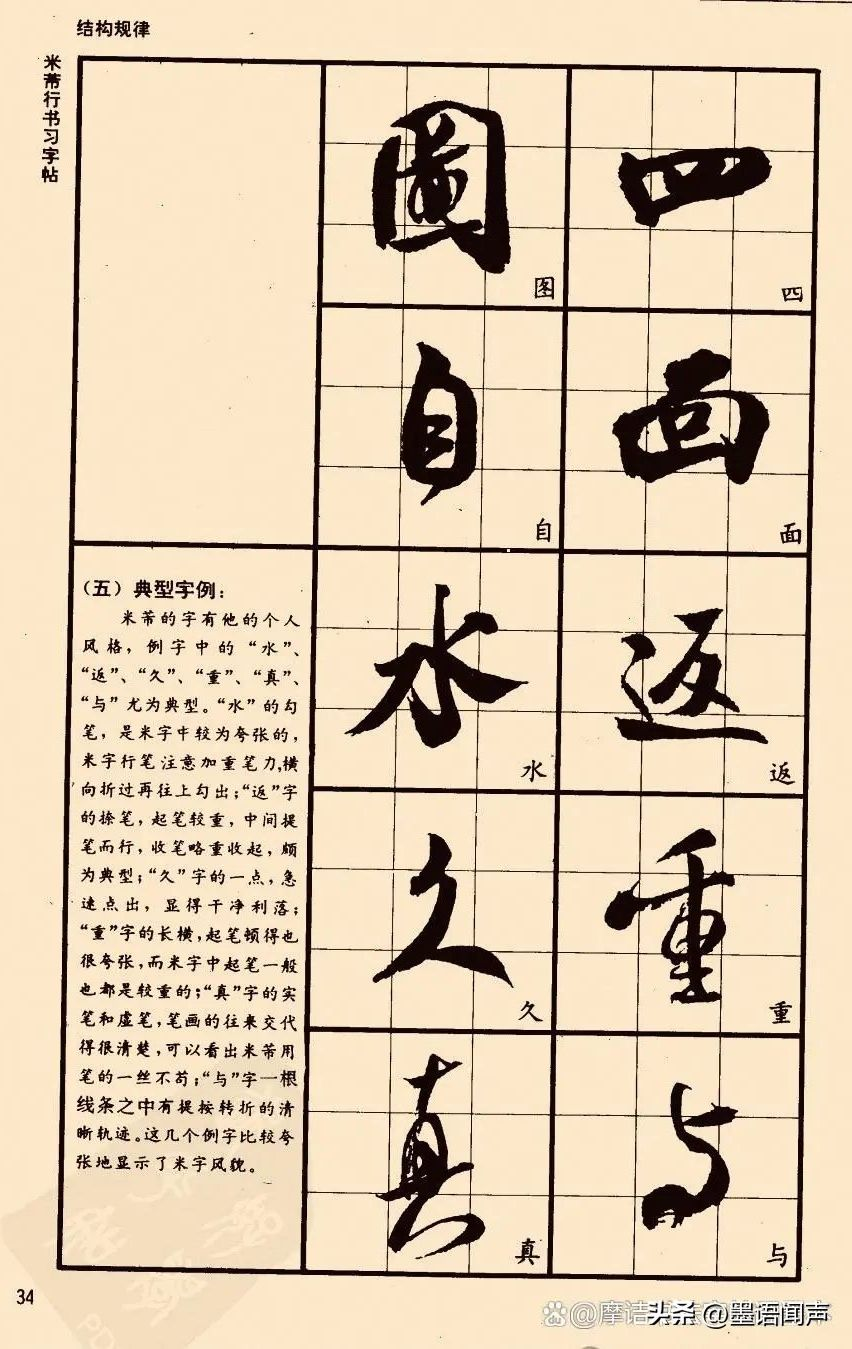 结构规律
米芾行书习字帖
圖
图
四
四
自
自
面
面
水
水
返
返
久
久
重
重
真
真
与
与
（五）典型字例：
米芾的字有他的个人
风格，例字中的“水”、
“返”、“久”、“重”、“真”、
“与”尤为典型。“水”的勾
笔，是米字中较为夸张的，
米字行笔注意加重笔力，横
向折过再往上勾出；“返”字
的捺笔，起笔较重，中间提
笔而行，收笔略重收起，颇
为典型；“久”字的一点，急
速点出，显得干净利落；
“重”字的长横，起笔顿得也
很夸张，而米字中起笔一般
也都是较重的；“真”字的实
笔和虚笔，笔画的往来交代
得很清楚，可以看出米芾用
笔的一丝不苟；“与”字一根
线条之中有提按转折的清
晰轨迹。这几个例字比较夸
张地显示了米字风貌。
34
头条 @墨语闻声